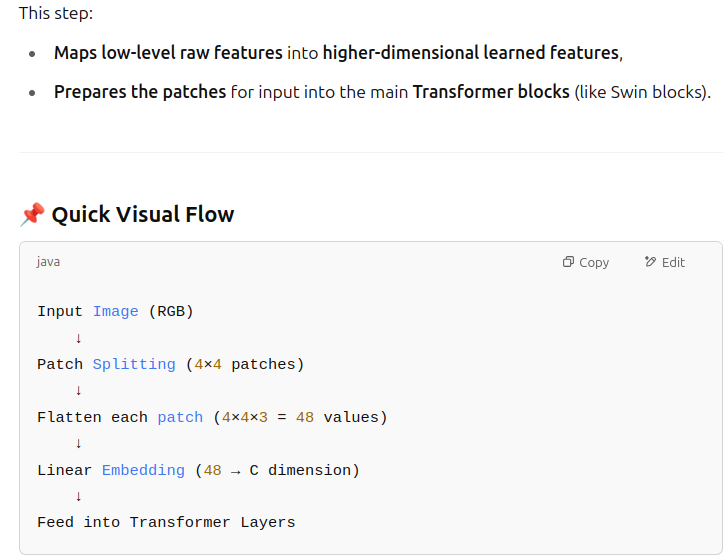 This step:
• Maps low-level raw features into higher-dimensional learned features,
• Prepares the patches for input into the main Transformer blocks (like Swin blocks).
📌 Quick Visual Flow
java Copy Edit
Input Image (RGB)
↓
Patch Splitting (4×4 patches)
↓
Flatten each patch (4×4×3 = 48 values)
↓
Linear Embedding (48 → C dimension)
↓
Feed into Transformer Layers